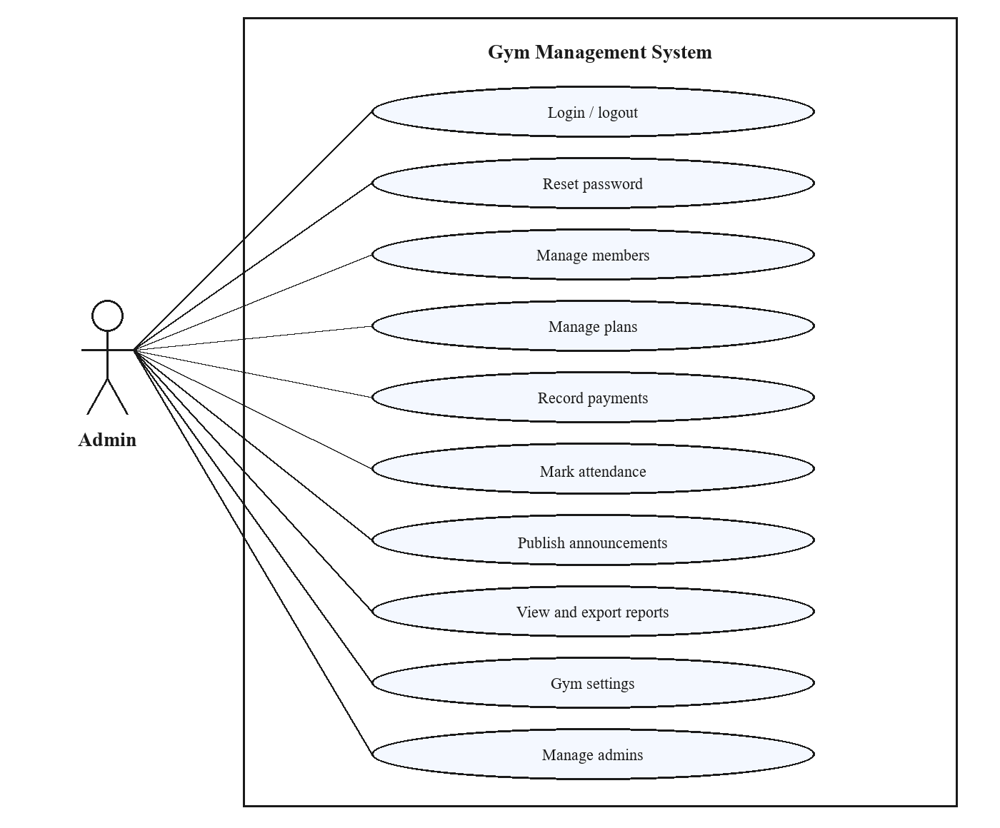 Gym Management System
Login / logout
Reset password
Manage members
Manage plans
Record payments
Admin
Mark attendance
Publish announcements
View and export reports
Gym settings
Manage admins